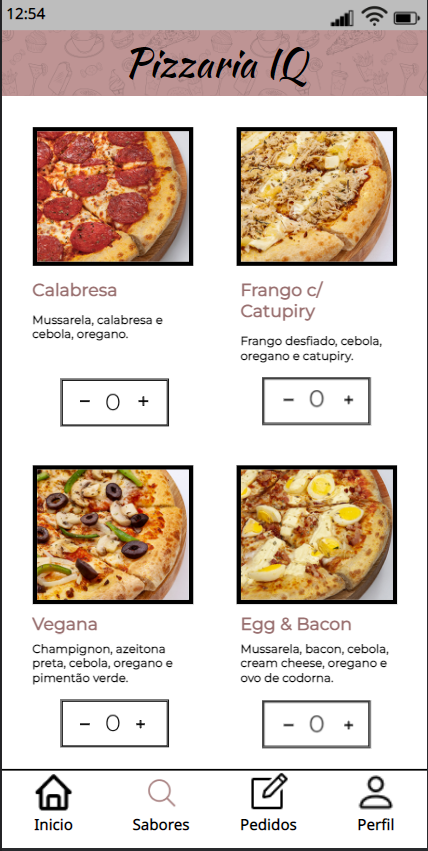 12:54
Pizzaria IQ
Calabresa
Mussarela, calabresa e
cebola, oregano.
- 0 +
Frango c/
Catupiry
Frango desfiado, cebola,
oregano e catupiry.
- 0 +
Vegana
Champignon, azeitona
preta, cebola, oregano e
pimentão verde.
- 0 +
Egg & Bacon
Mussarela, bacon, cebola,
cream cheese, oregano e
ovo de codorna.
- 0 +
Inicio
Sabores
Pedidos
Perfil